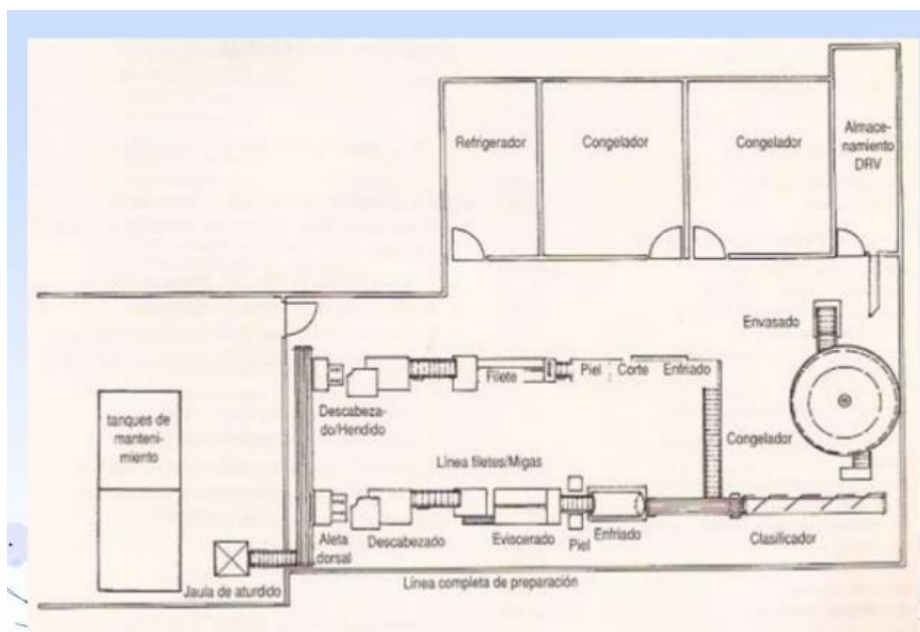 Refrigerador
Congelador
Congelador
Almace-
namiento
DRV
Envasado
Filete
Piel
Corte
Enfriado
Descabeza-
do/Hendido
tanques de
manteni-
miento
Congelador
Línea filetes/Migas
Aleta
dorsal
Descabezado
Eviscerado
Piel
Enfriado
Clasificador
Jaula de aturdido
Línea completa de preparación